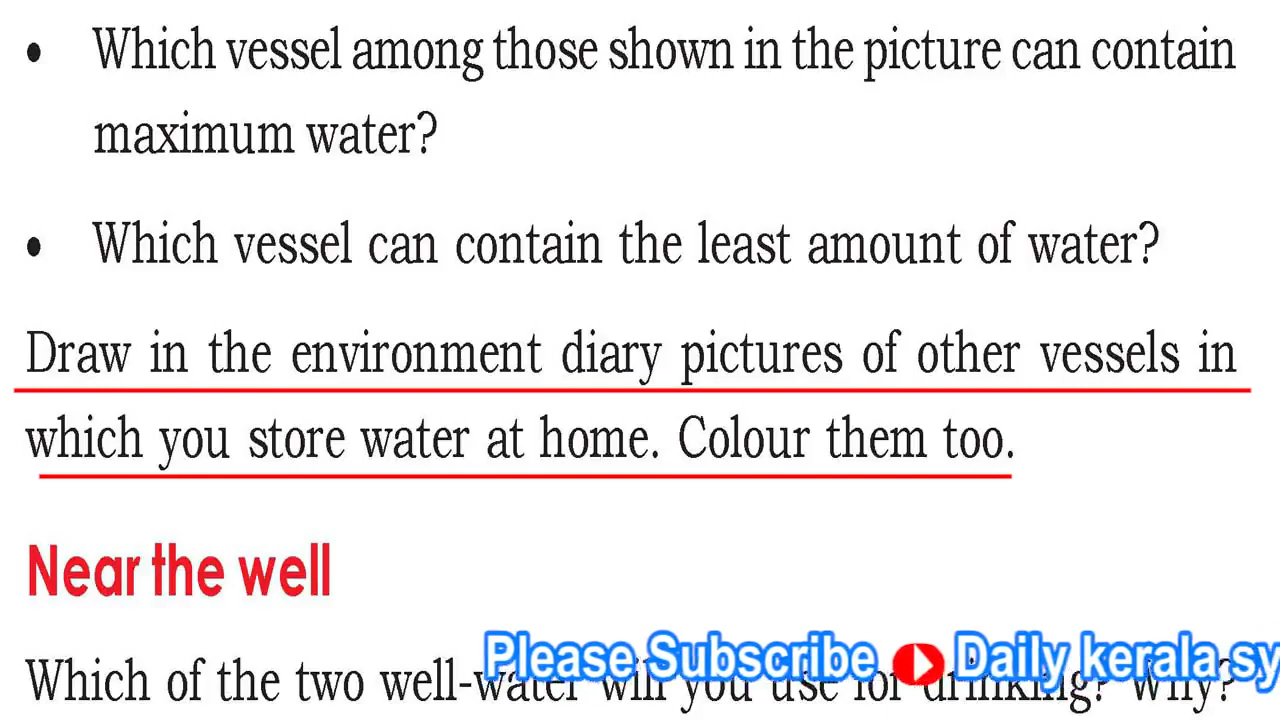 • Which vessel among those shown in the picture can contain
maximum water?
• Which vessel can contain the least amount of water?
Draw in the environment diary pictures of other vessels in
which you store water at home. Colour them too.
Near the well
Please Subscribe Daily kerala sy
Which of the two well-water will you use for drinking? Why?